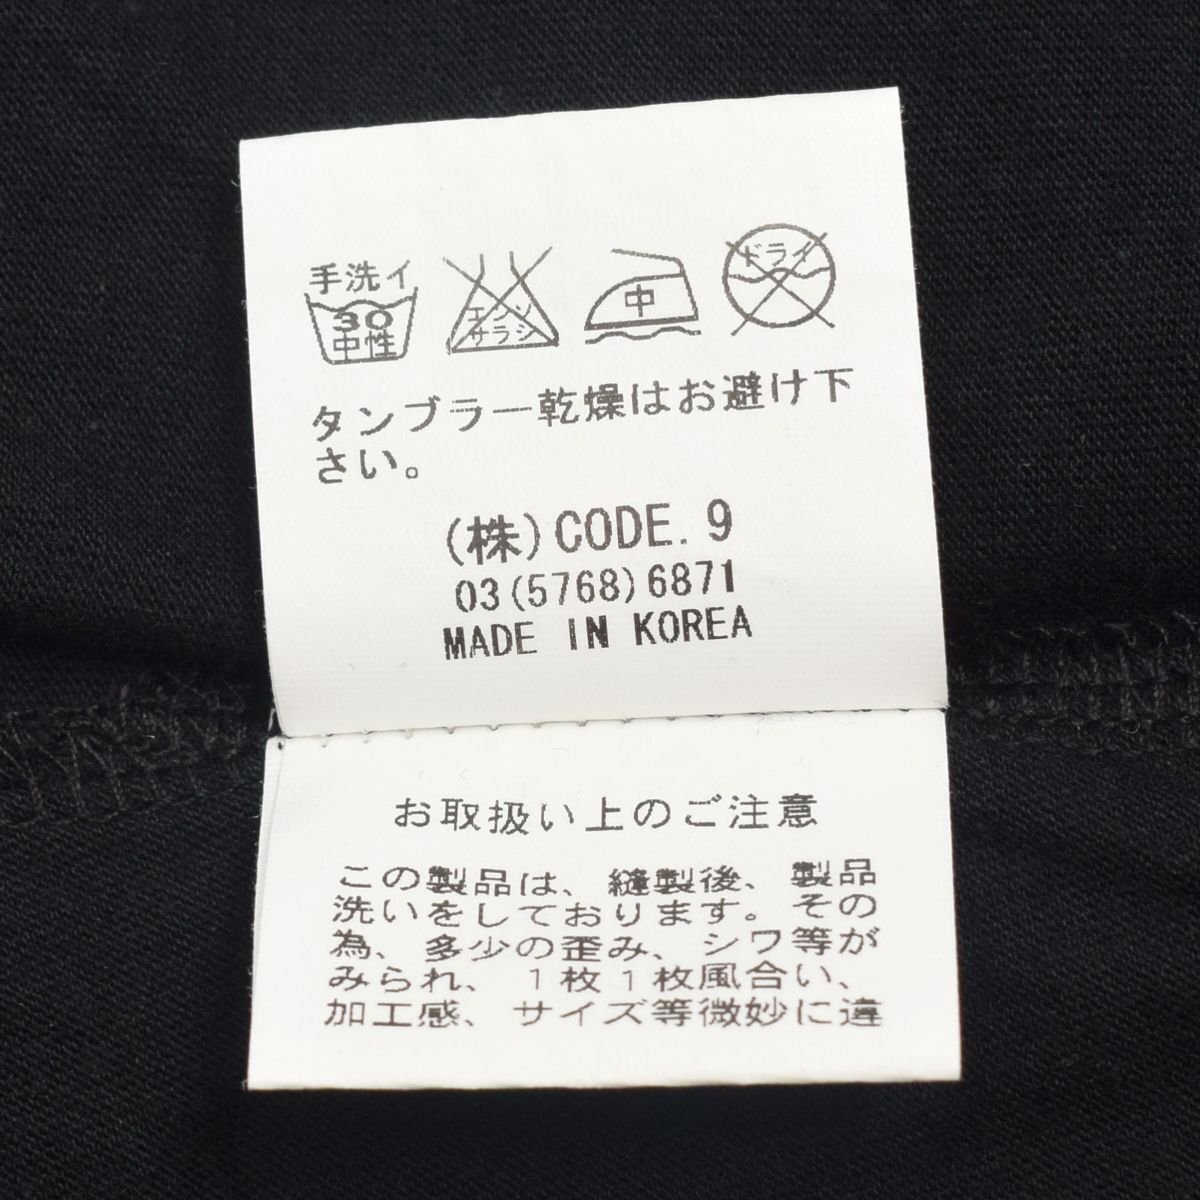 手洗イ
30
中性
エンソ
サラシ
中
ドライ
タンブラー乾燥はお避け下
さい。
(株)CODE.9
03(5768)6871
MADE IN KOREA
お取扱い上のご注意
この製品は、縫製後、製品
洗いをしております。その
為、多少の歪み、シワ等が
みられ、1枚1枚風合い、
加工感、サイズ等微妙に違